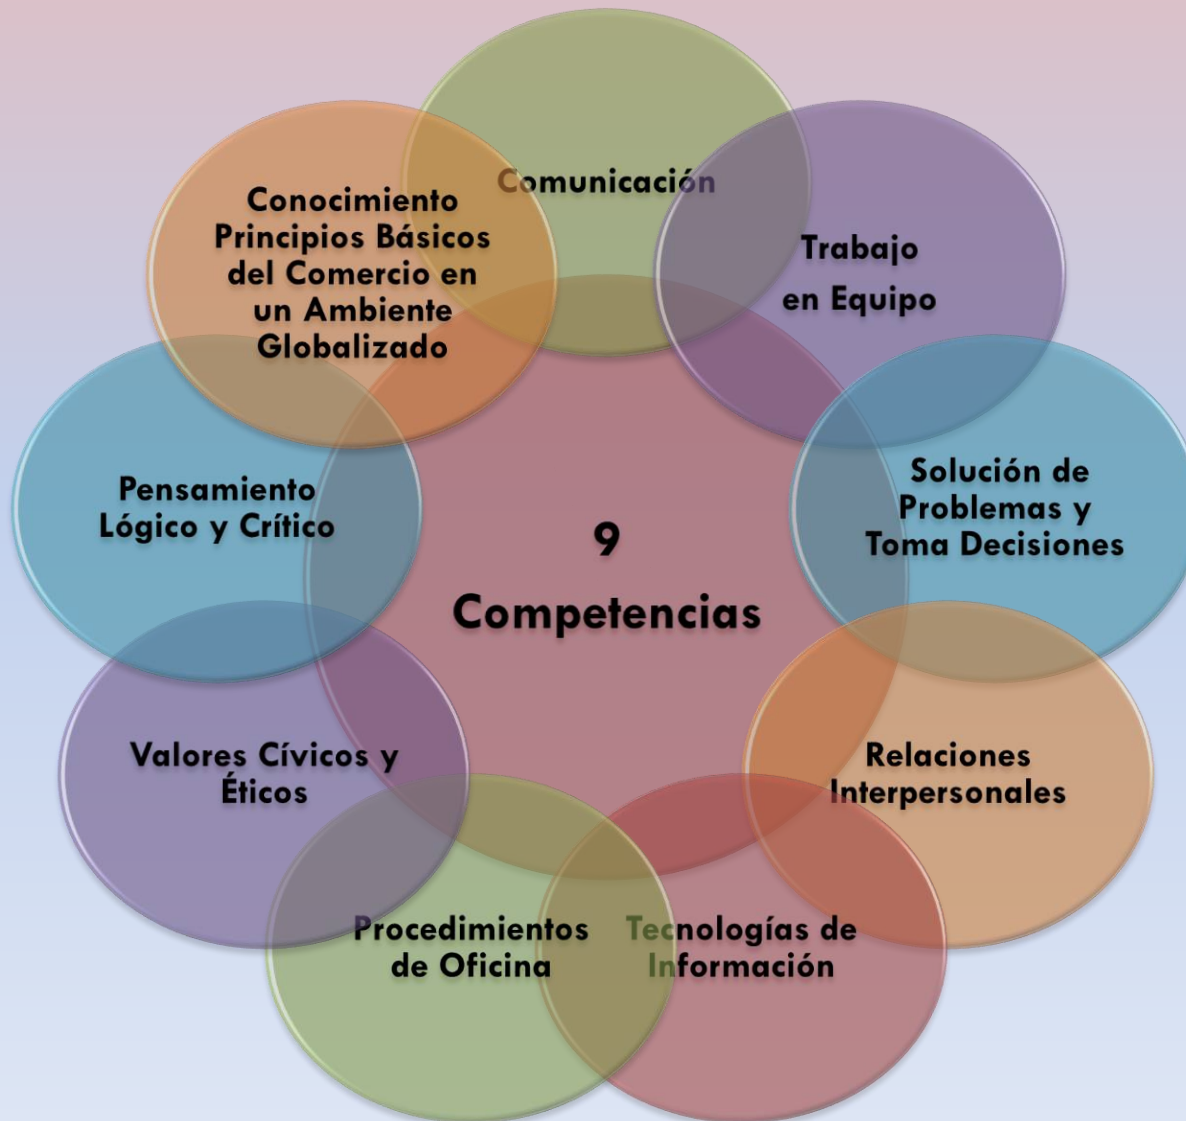 Comunicación
Trabajo
en Equipo
Solución de
Problemas y
Toma Decisiones
Relaciones
Interpersonales
Tecnologías de
Información
Procedimientos
de Oficina
Valores Cívicos y
Éticos
Pensamiento
Lógico y Crítico
Conocimiento
Principios Básicos
del Comercio en
un Ambiente
Globalizado
9
Competencias